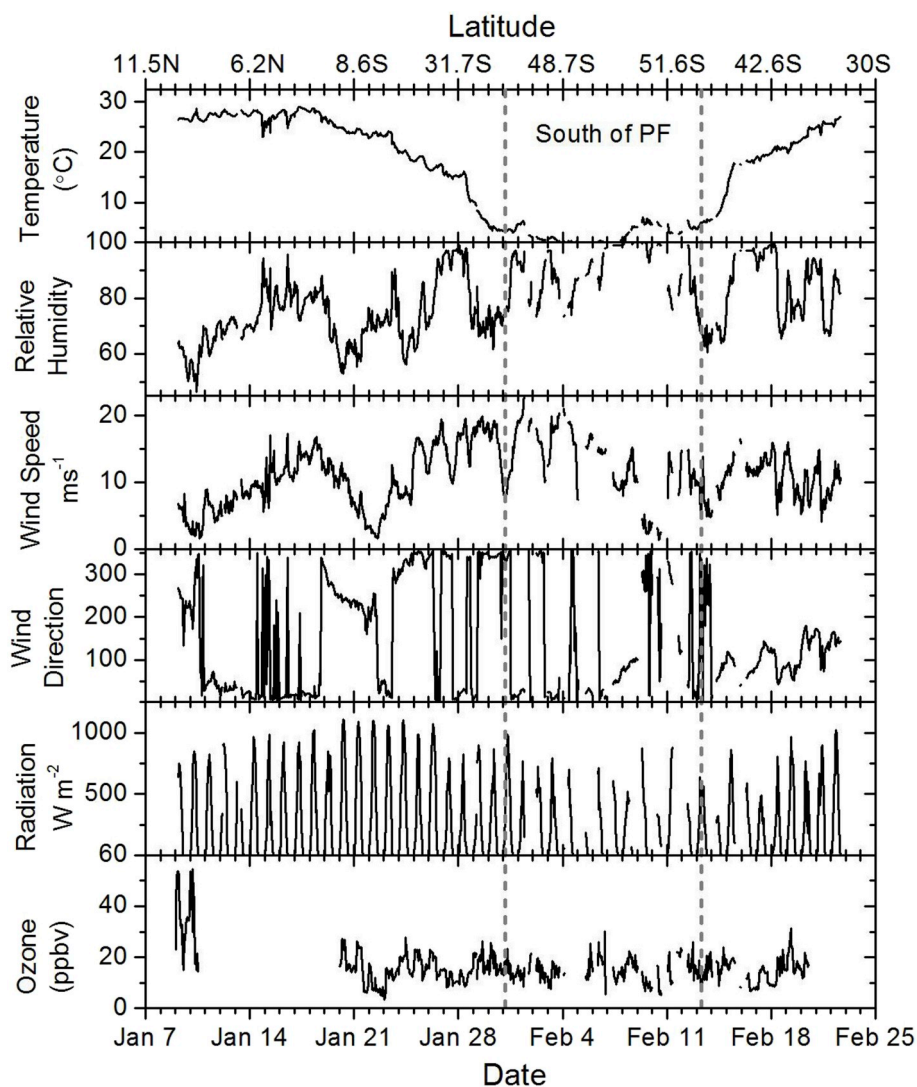 Latitude
11.5N 6.2N 8.6S 31.7S 48.7S 51.6S 42.6S 30S
Temperature
(°C)
30
20
10
South of PF
Relative
Humidity
100
80
60
Wind Speed
ms-1
20
10
0
Wind
Direction
300
200
100
Radiation
W m-2
1000
500
60
Ozone
(ppbv)
40
20
0
Jan 7 Jan 14 Jan 21 Jan 28 Feb 4 Feb 11 Feb 18 Feb 25
Date